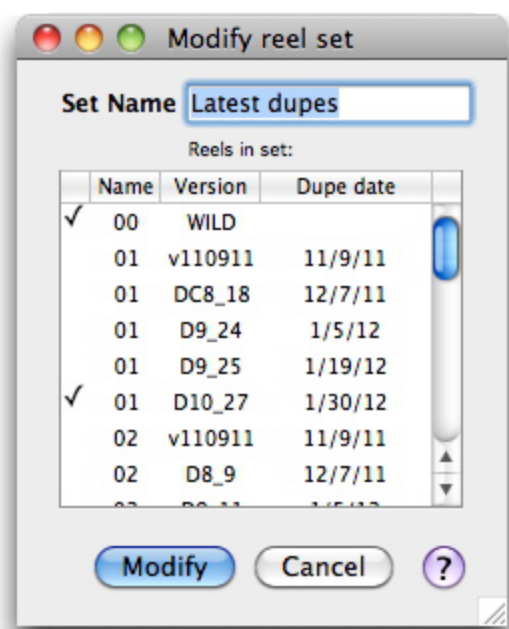 Modify reel set
Set Name Latest dupes
Reels in set:
Name Version Dupe date
✓ 00 WILD
01 v110911 11/9/11
01 DC8_18 12/7/11
01 D9_24 1/5/12
01 D9_25 1/19/12
✓ 01 D10_27 1/30/12
02 v110911 11/9/11
02 D8_9 12/7/11
Modify Cancel ?